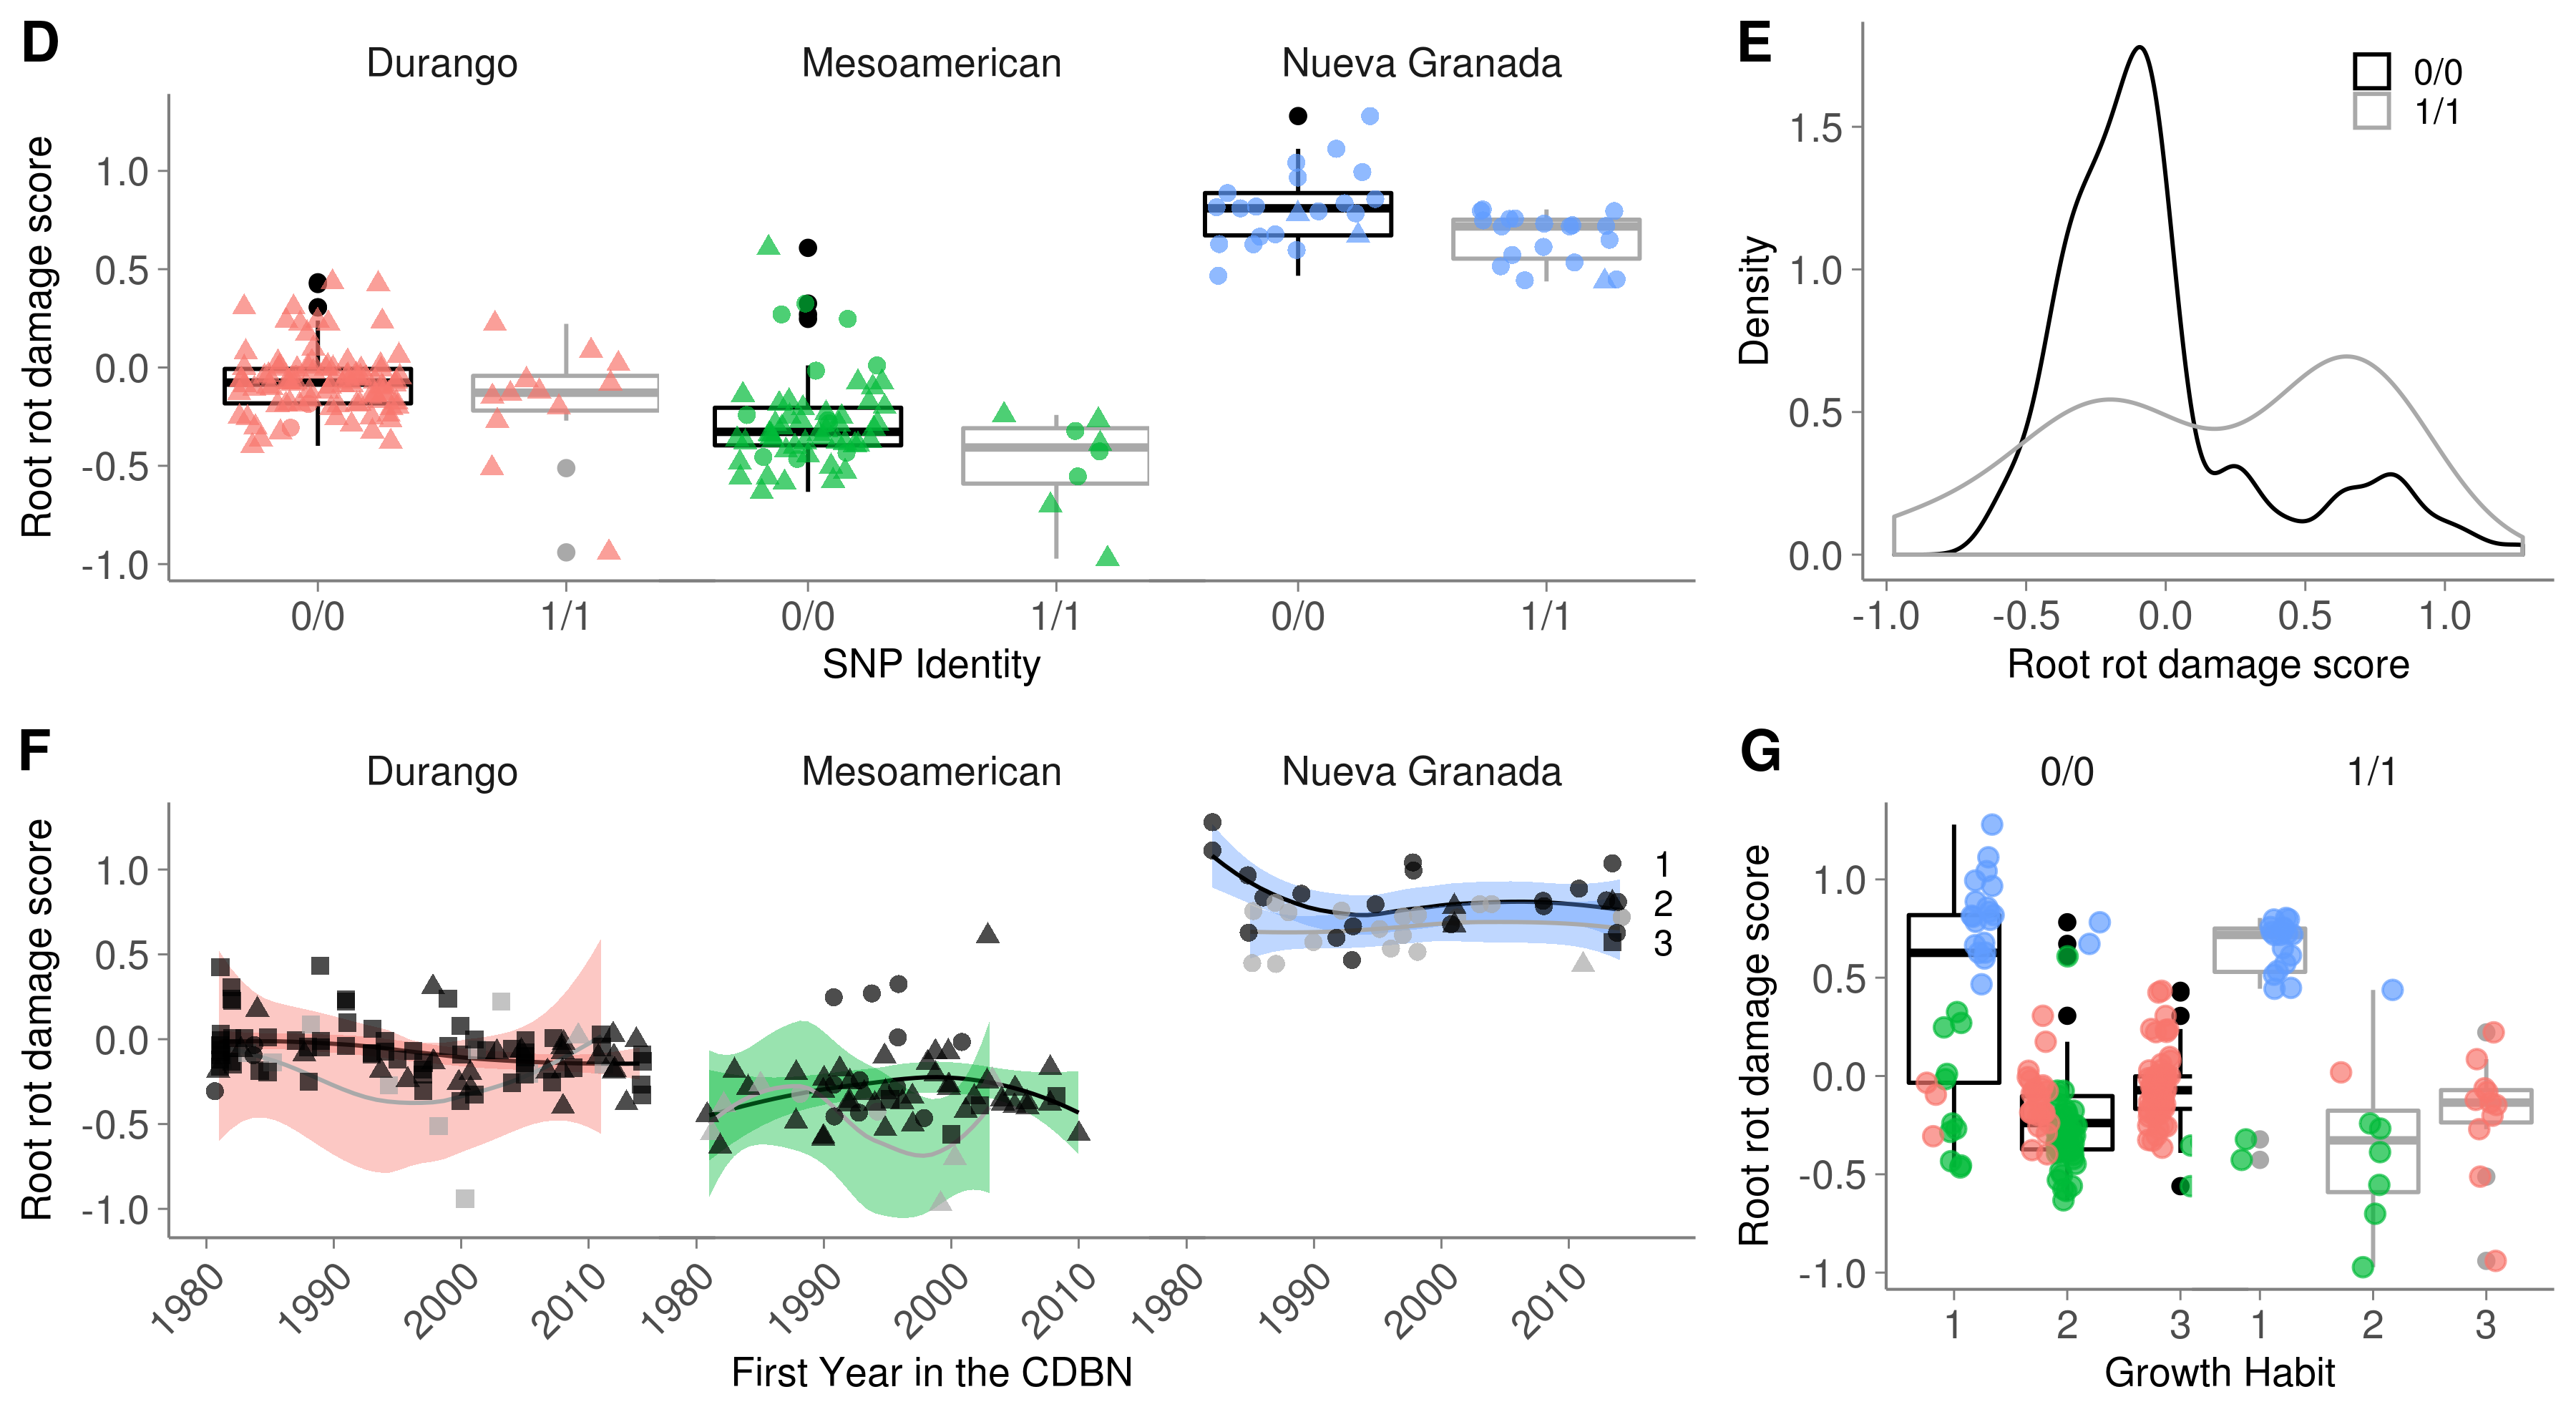 D
Durango Mesoamerican Nueva Granada
Root rot damage score
1.0
0.5
0.0
-0.5
-1.0
0/0 1/1 0/0 1/1 0/0 1/1
SNP Identity
E
0/0
1/1
Density
1.5
1.0
0.5
0.0
-1.0 -0.5 0.0 0.5 1.0
Root rot damage score
F
Durango Mesoamerican Nueva Granada
Root rot damage score
1.0
0.5
0.0
-0.5
-1.0
1
2
3
1980 1990 2000 2010 1980 1990 2000 2010 1980 1990 2000 2010
First Year in the CDBN
G
0/0 1/1
Root rot damage score
1.0
0.5
0.0
-0.5
-1.0
1 2 3 1 2 3
Growth Habit